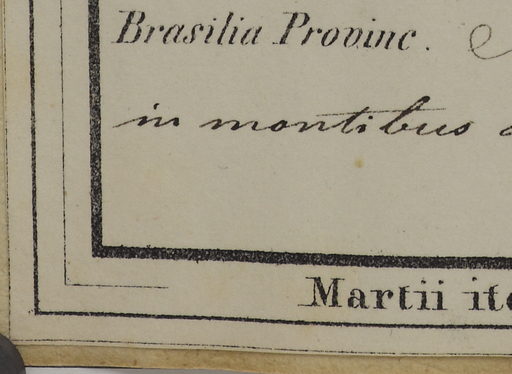 Brasilia Provinc.
in montibus
Martii